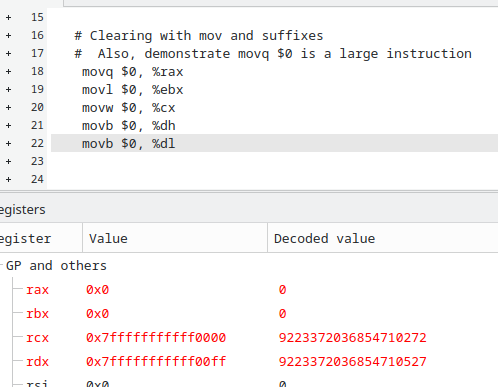 + 15
+ 16 # Clearing with mov and suffixes
+ 17 # Also, demonstrate movq $0 is a large instruction
+ 18 movq $0, %rax
+ 19 movl $0, %ebx
+ 20 movw $0, %cx
+ 21 movb $0, %dh
+ 22 movb $0, %dl
+ 23
+ 24
egisters
egister Value Decoded value
GP and others
rax 0x0 0
rbx 0x0 0
rcx 0x7fffffffffff0000 9223372036854710272
rdx 0x7fffffffffff00ff 9223372036854710527
rsi 0x0 0